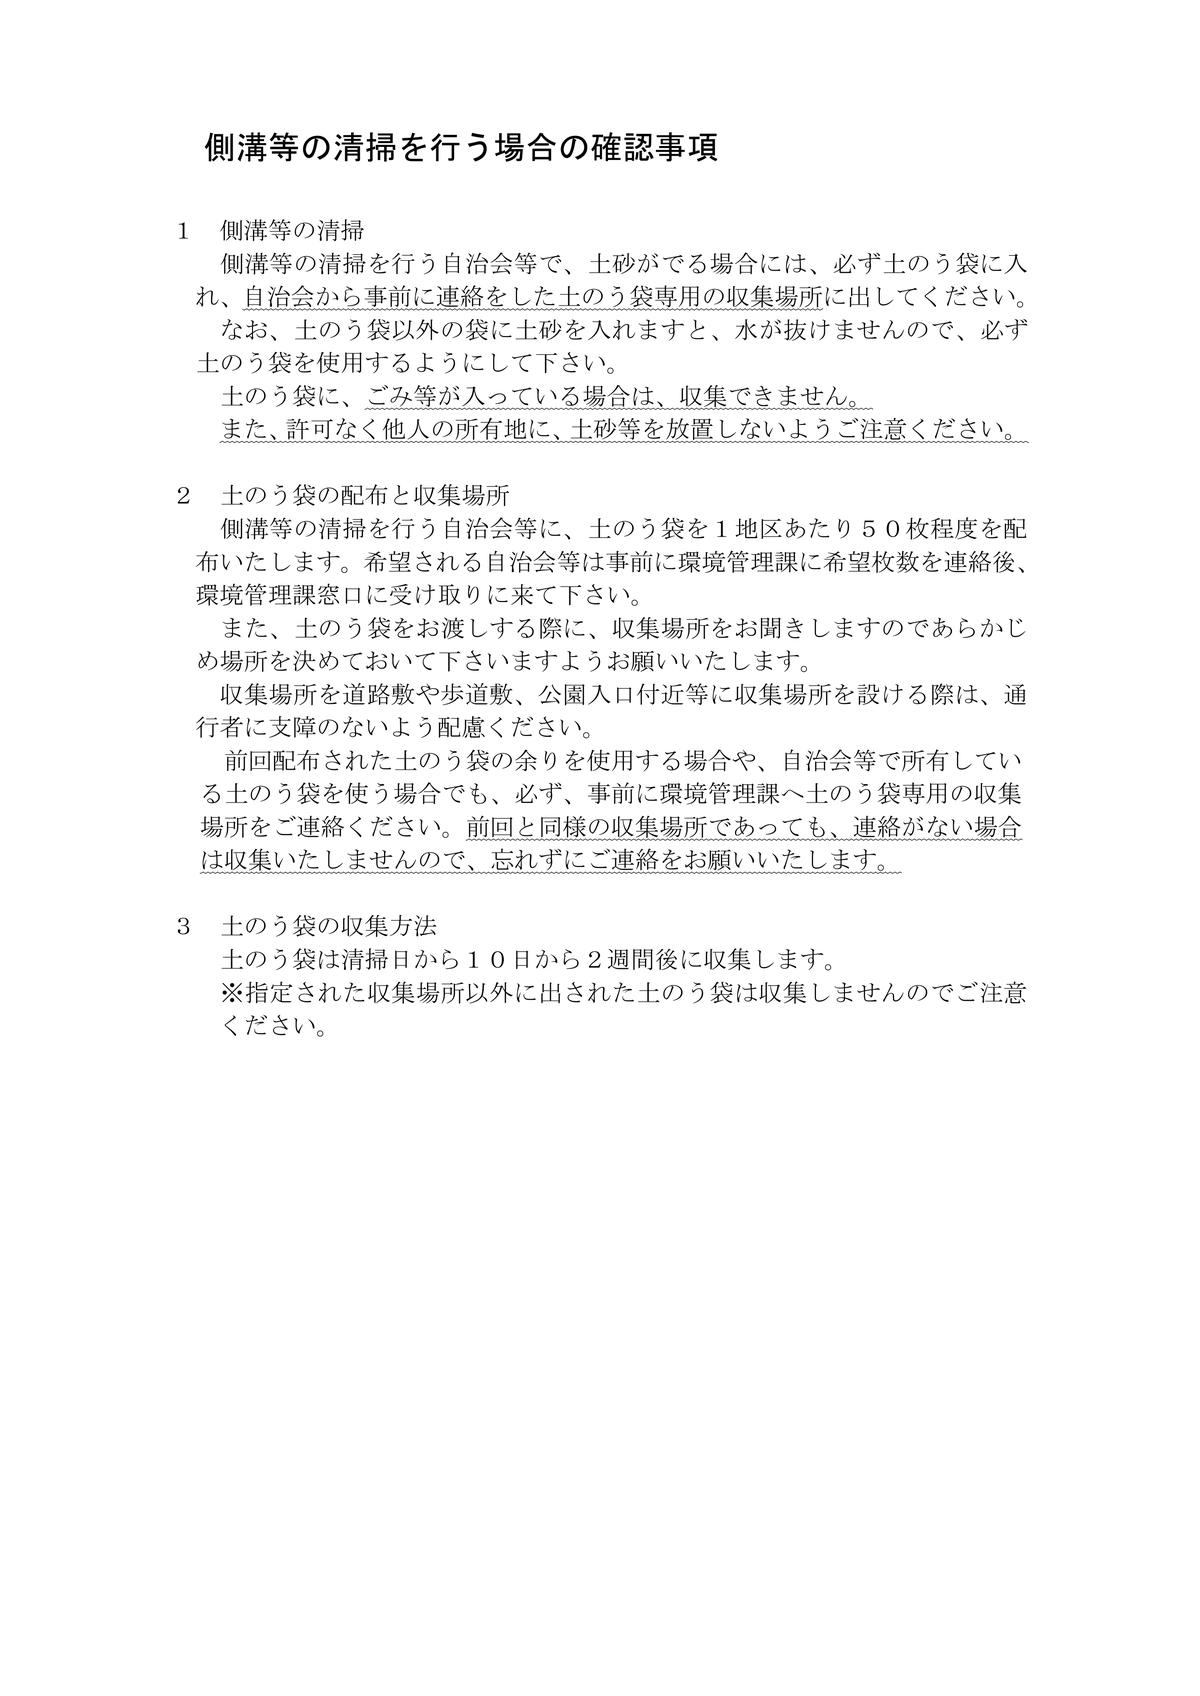 側溝等の清掃を行う場合の確認事項
１　側溝等の清掃
側溝等の清掃を行う自治会等で、土砂がでる場合には、必ず土のう袋に入
れ、自治会から事前に連絡をした土のう袋専用の収集場所に出してください。
なお、土のう袋以外の袋に土砂を入れますと、水が抜けませんので、必ず
土のう袋を使用するようにして下さい。
土のう袋に、ごみ等が入っている場合は、収集できません。
また、許可なく他人の所有地に、土砂等を放置しないようご注意ください。
２　土のう袋の配布と収集場所
側溝等の清掃を行う自治会等に、土のう袋を１地区あたり５０枚程度を配
布いたします。希望される自治会等は事前に環境管理課に希望枚数を連絡後、
環境管理課窓口に受け取りに来て下さい。
また、土のう袋をお渡しする際に、収集場所をお聞きしますのであらかじ
め場所を決めておいて下さいますようお願いいたします。
収集場所を道路敷や歩道敷、公園入口付近等に収集場所を設ける際は、通
行者に支障のないよう配慮ください。
前回配布された土のう袋の余りを使用する場合や、自治会等で所有してい
る土のう袋を使う場合でも、必ず、事前に環境管理課へ土のう袋専用の収集
場所をご連絡ください。前回と同様の収集場所であっても、連絡がない場合
は収集いたしませんので、忘れずにご連絡をお願いいたします。
３　土のう袋の収集方法
土のう袋は清掃日から１０日から２週間後に収集します。
※指定された収集場所以外に出された土のう袋は収集しませんのでご注意
ください。